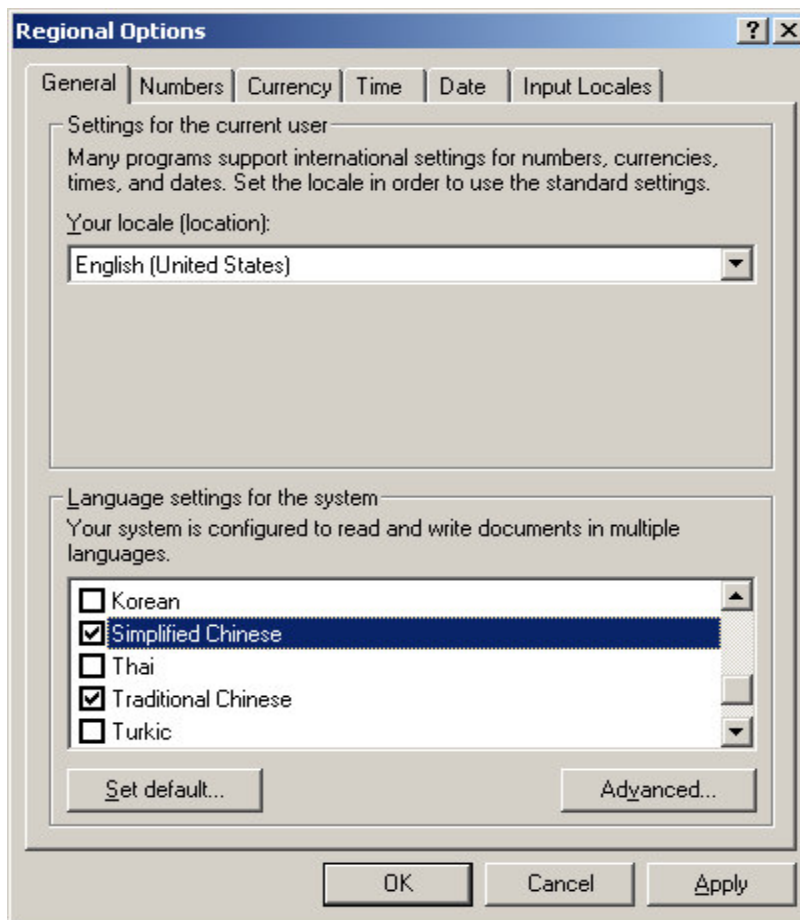 Regional Options
General Numbers Currency Time Date Input Locales
Settings for the current user
Many programs support international settings for numbers, currencies,
times, and dates. Set the locale in order to use the standard settings.
Your locale (location):
English (United States)
Language settings for the system
Your system is configured to read and write documents in multiple
languages.
Korean
Simplified Chinese
Thai
Traditional Chinese
Turkic
Set default... Advanced...
OK Cancel Apply